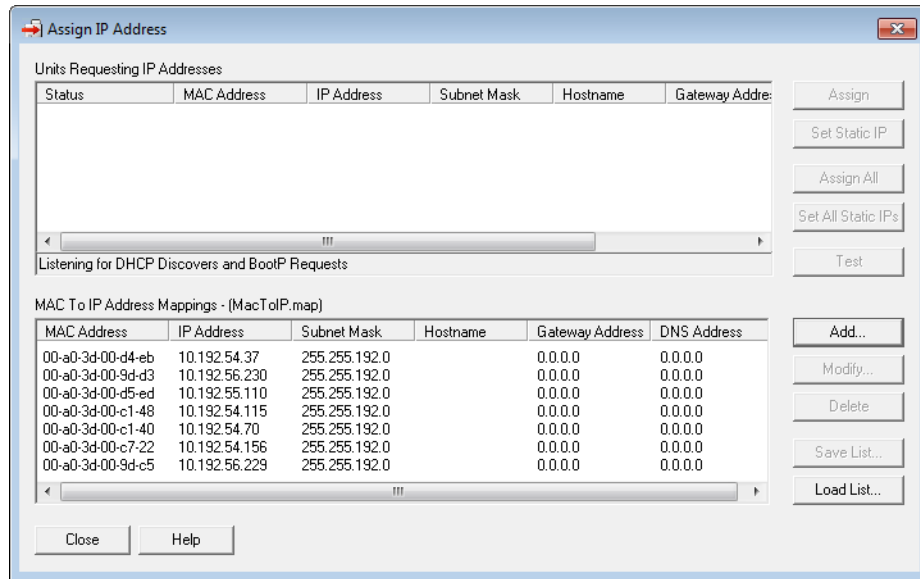 Assign IP Address
Units Requesting IP Addresses
Status MAC Address IP Address Subnet Mask Hostname Gateway Addre
Assign
Set Static IP
Assign All
Set All Static IPs
Test
Listening for DHCP Discovers and BootP Requests
MAC To IP Address Mappings - (MacToIP.map)
MAC Address IP Address Subnet Mask Hostname Gateway Address DNS Address
00-a0-3d-00-d4-eb 10.192.54.37 255.255.192.0 0.0.0.0 0.0.0.0
00-a0-3d-00-9d-d3 10.192.56.230 255.255.192.0 0.0.0.0 0.0.0.0
00-a0-3d-00-d5-ed 10.192.55.110 255.255.192.0 0.0.0.0 0.0.0.0
00-a0-3d-00-c1-48 10.192.54.115 255.255.192.0 0.0.0.0 0.0.0.0
00-a0-3d-00-c1-40 10.192.54.70 255.255.192.0 0.0.0.0 0.0.0.0
00-a0-3d-00-c7-22 10.192.54.156 255.255.192.0 0.0.0.0 0.0.0.0
00-a0-3d-00-9d-c5 10.192.56.229 255.255.192.0 0.0.0.0 0.0.0.0
Add...
Modify...
Delete
Save List...
Load List...
Close Help